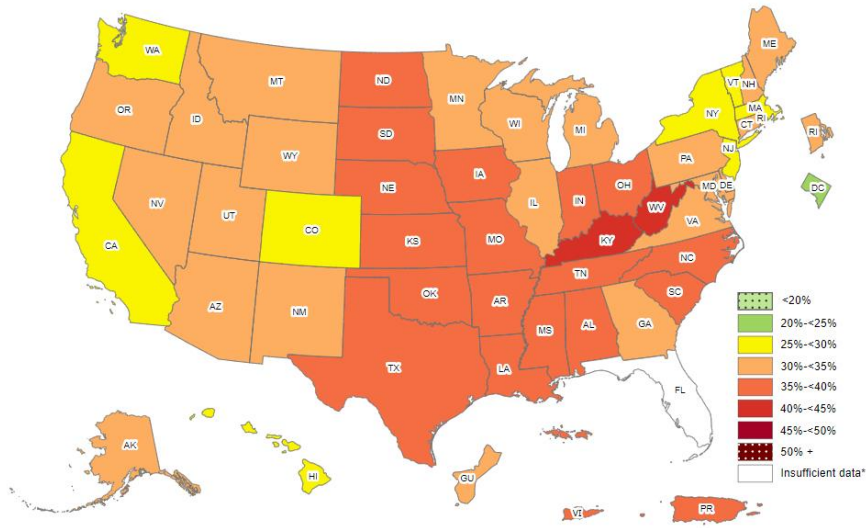 WA
MT
ND
ME
OR
ID
MN
VT
NH
SD
WI
NY
MA
RI
WY
MI
CT
RI
IA
PA
NJ
NE
NV
UT
IL
IN
OH
MD
DE
DC
CO
WV
VA
CA
KS
MO
KY
NC
TN
AZ
NM
OK
AR
SC
MS
AL
GA
TX
LA
FL
AK
HI
GU
VI
PR
<20%
20%-<25%
25%-<30%
30%-<35%
35%-<40%
40%-<45%
45%-<50%
50% +
Insufficient data*